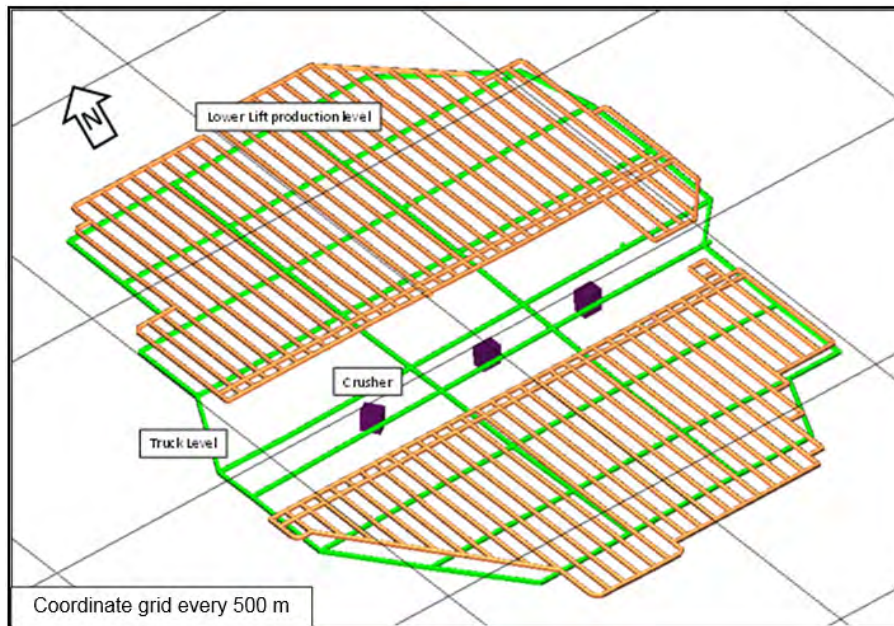 N
Lower Lift production level
Crusher
Truck Level
Coordinate grid every 500 m